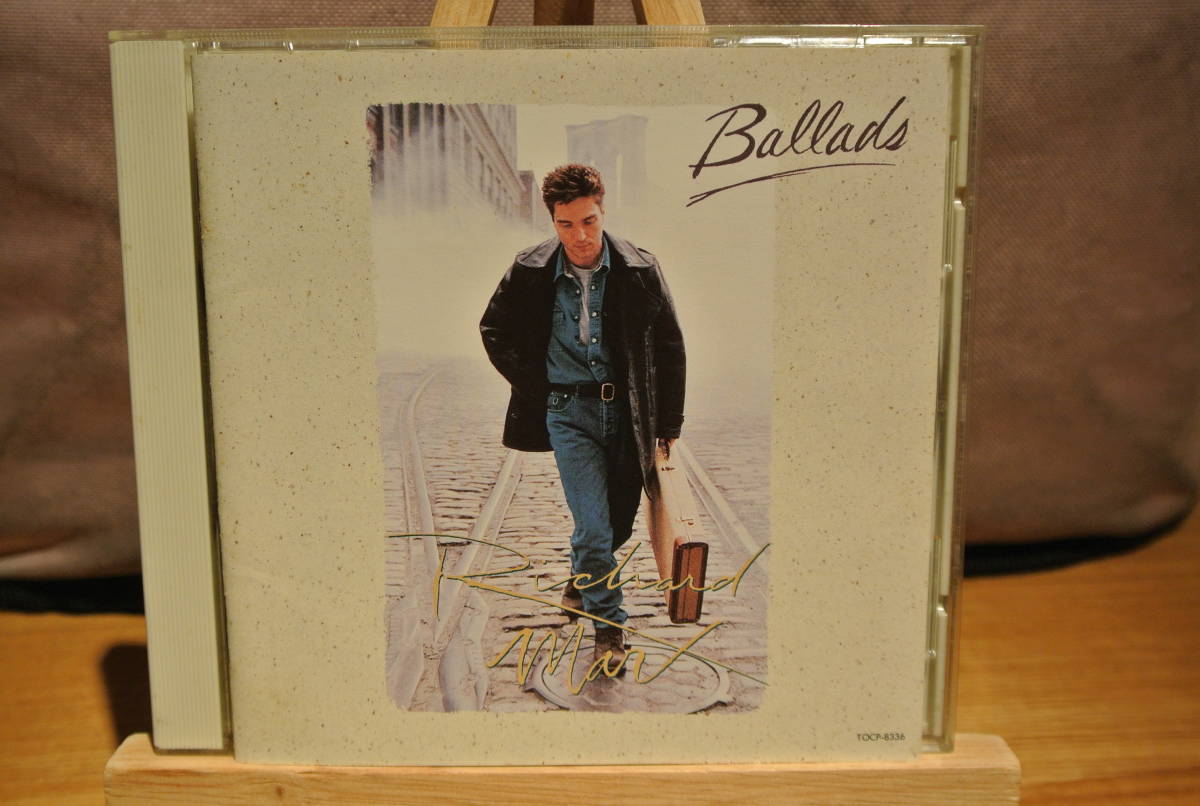 Ballads
Richard
Marx
TOCP-8336